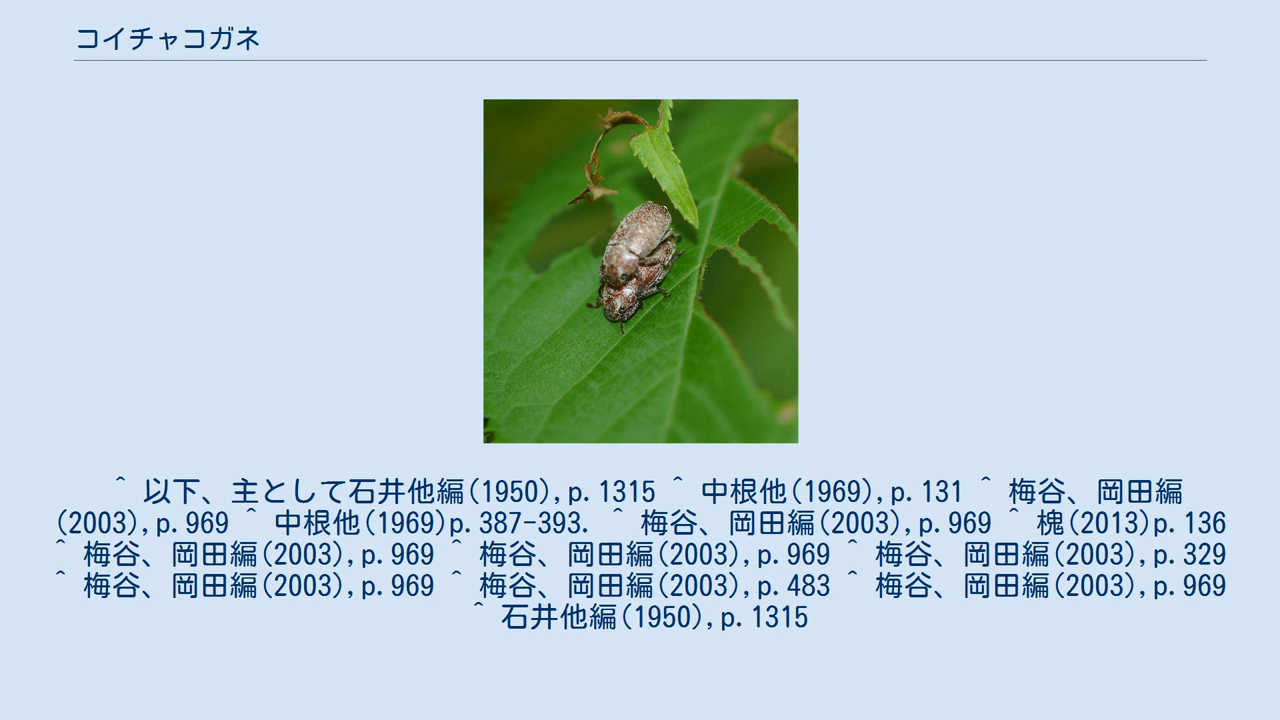 コイチャコガネ
^ 以下、主として石井他編(1950),p.1315 ^ 中根他(1969),p.131 ^ 梅谷、岡田編
(2003),p.969 ^ 中根他(1969)p.387-393. ^ 梅谷、岡田編(2003),p.969 ^ 槐(2013)p.136
^ 梅谷、岡田編(2003),p.969 ^ 梅谷、岡田編(2003),p.969 ^ 梅谷、岡田編(2003),p.329
^ 梅谷、岡田編(2003),p.969 ^ 梅谷、岡田編(2003),p.483 ^ 梅谷、岡田編(2003),p.969
^ 石井他編(1950),p.1315